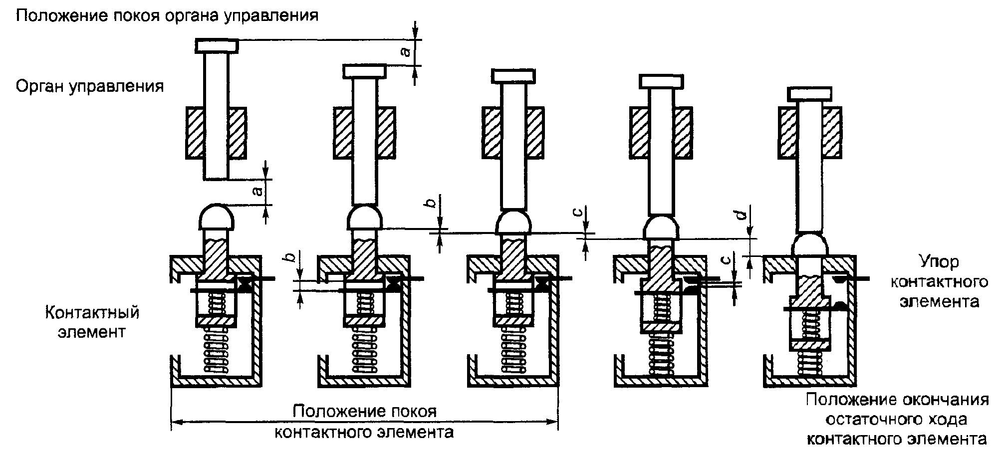 Положение покоя органа управления
a
Орган управления
a
b
c
d
b
c
Упор
контактного
элемента
Контактный
элемент
Положение покоя
контактного элемента
Положение окончания
остаточного хода
контактного элемента